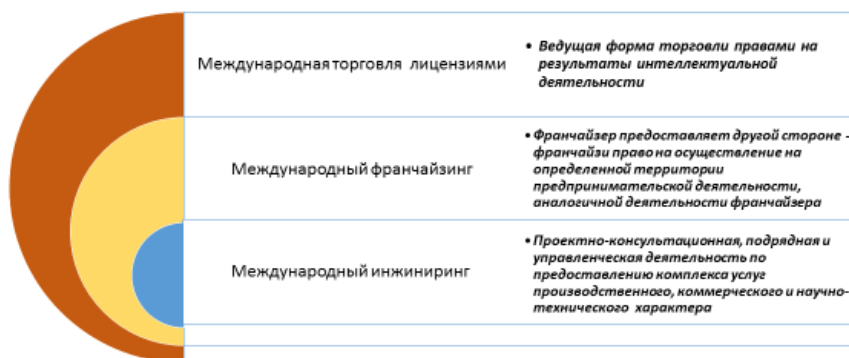 Международная торговля лицензиями
• Ведущая форма торговли правами на
результаты интеллектуальной
деятельности
Международный франчайзинг
• Франчайзер предоставляет другой стороне -
франчайзи право на осуществление на
определенной территории
предпринимательской деятельности,
аналогичной деятельности франчайзера
Международный инжиниринг
• Проектно-консультационная, подрядная и
управленческая деятельность по
предоставлению комплекса услуг
производственного, коммерческого и научно-
технического характера